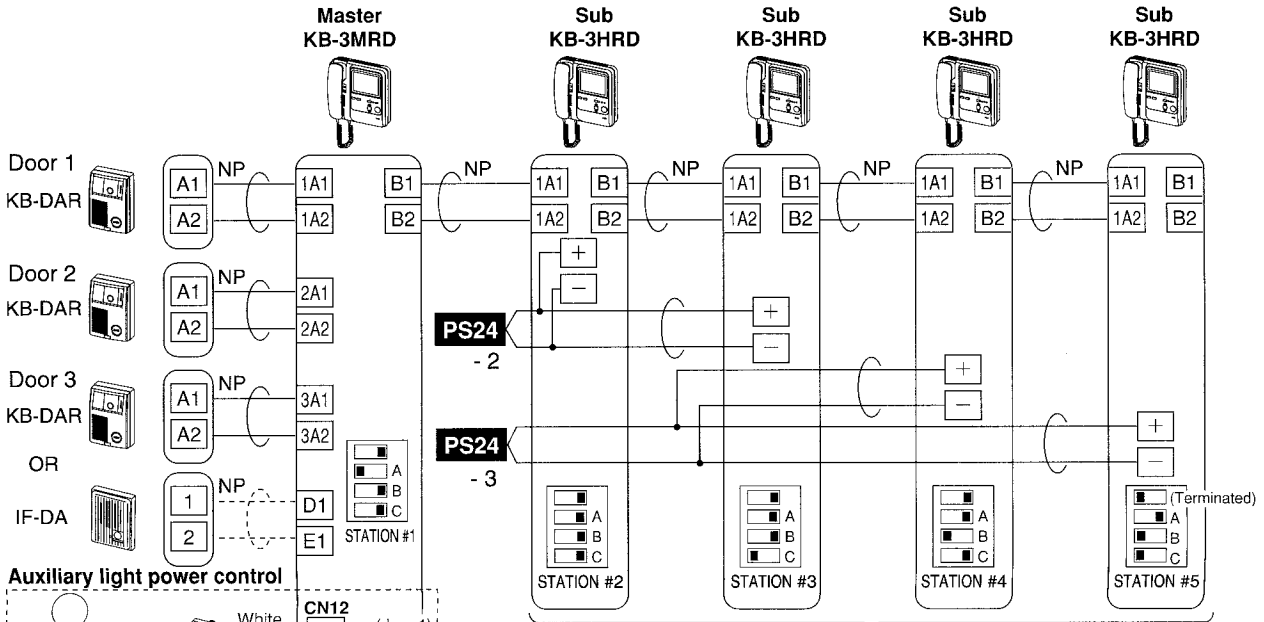 Master
KB-3MRD
Sub
KB-3HRD
Sub
KB-3HRD
Sub
KB-3HRD
Sub
KB-3HRD
Door 1
KB-DAR
A1
A2
NP
1A1
1A2
B1
B2
NP
1A1
1A2
B1
B2
NP
1A1
1A2
B1
B2
NP
1A1
1A2
B1
B2
NP
1A1
1A2
B1
B2
Door 2
KB-DAR
A1
A2
NP
2A1
2A2
+
−
PS24
- 2
+
−
Door 3
KB-DAR
A1
A2
NP
3A1
3A2
+
−
PS24
- 3
+
−
OR
IF-DA
1
2
NP
D1
E1
A
B
C
STATION #1
A
B
C
STATION #2
A
B
C
STATION #3
A
B
C
STATION #4
(Terminated)
A
B
C
STATION #5
Auxiliary light power control
White
CN12